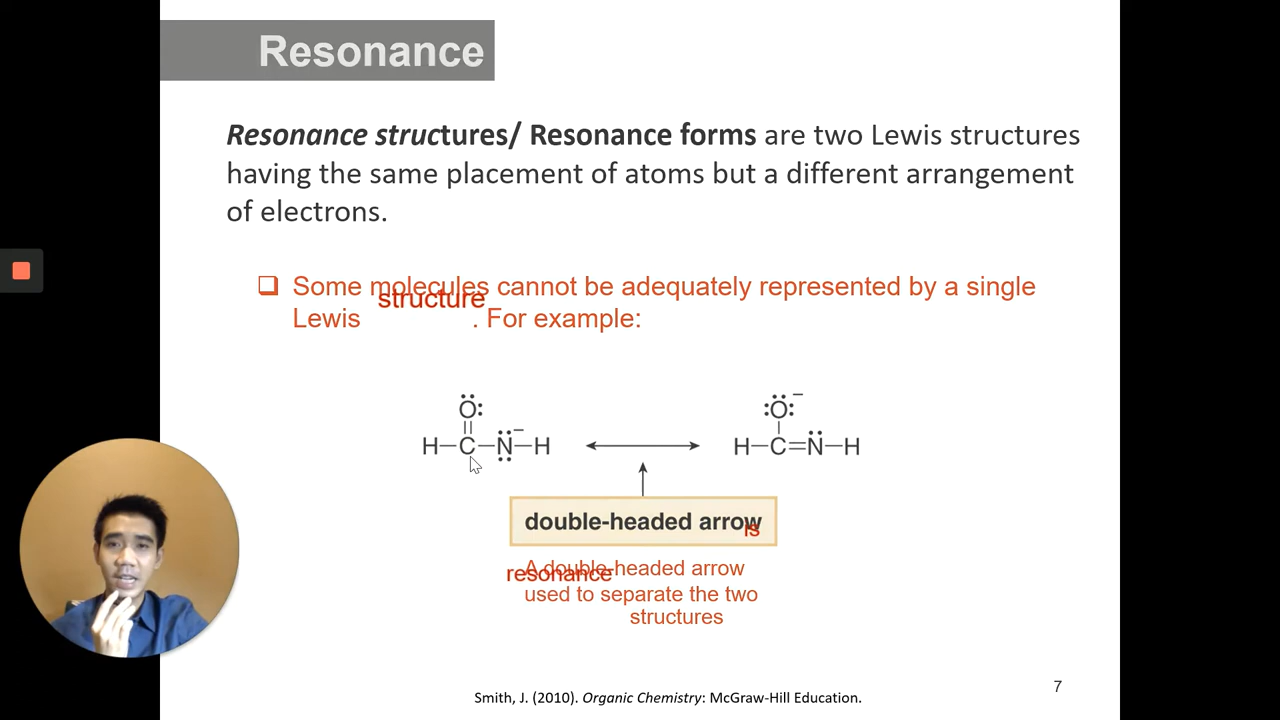 Resonance
Resonance structures/ Resonance forms are two Lewis structures
having the same placement of atoms but a different arrangement
of electrons.
❑ Some molecules cannot be adequately represented by a single
Lewis structure. For example:
Ö: :Ö:−
H–C–N̈−–H H–C=N̈–H
double-headed arrow
A double-headed arrow is
used to separate the two
resonance structures
Smith, J. (2010). Organic Chemistry: McGraw-Hill Education.
7